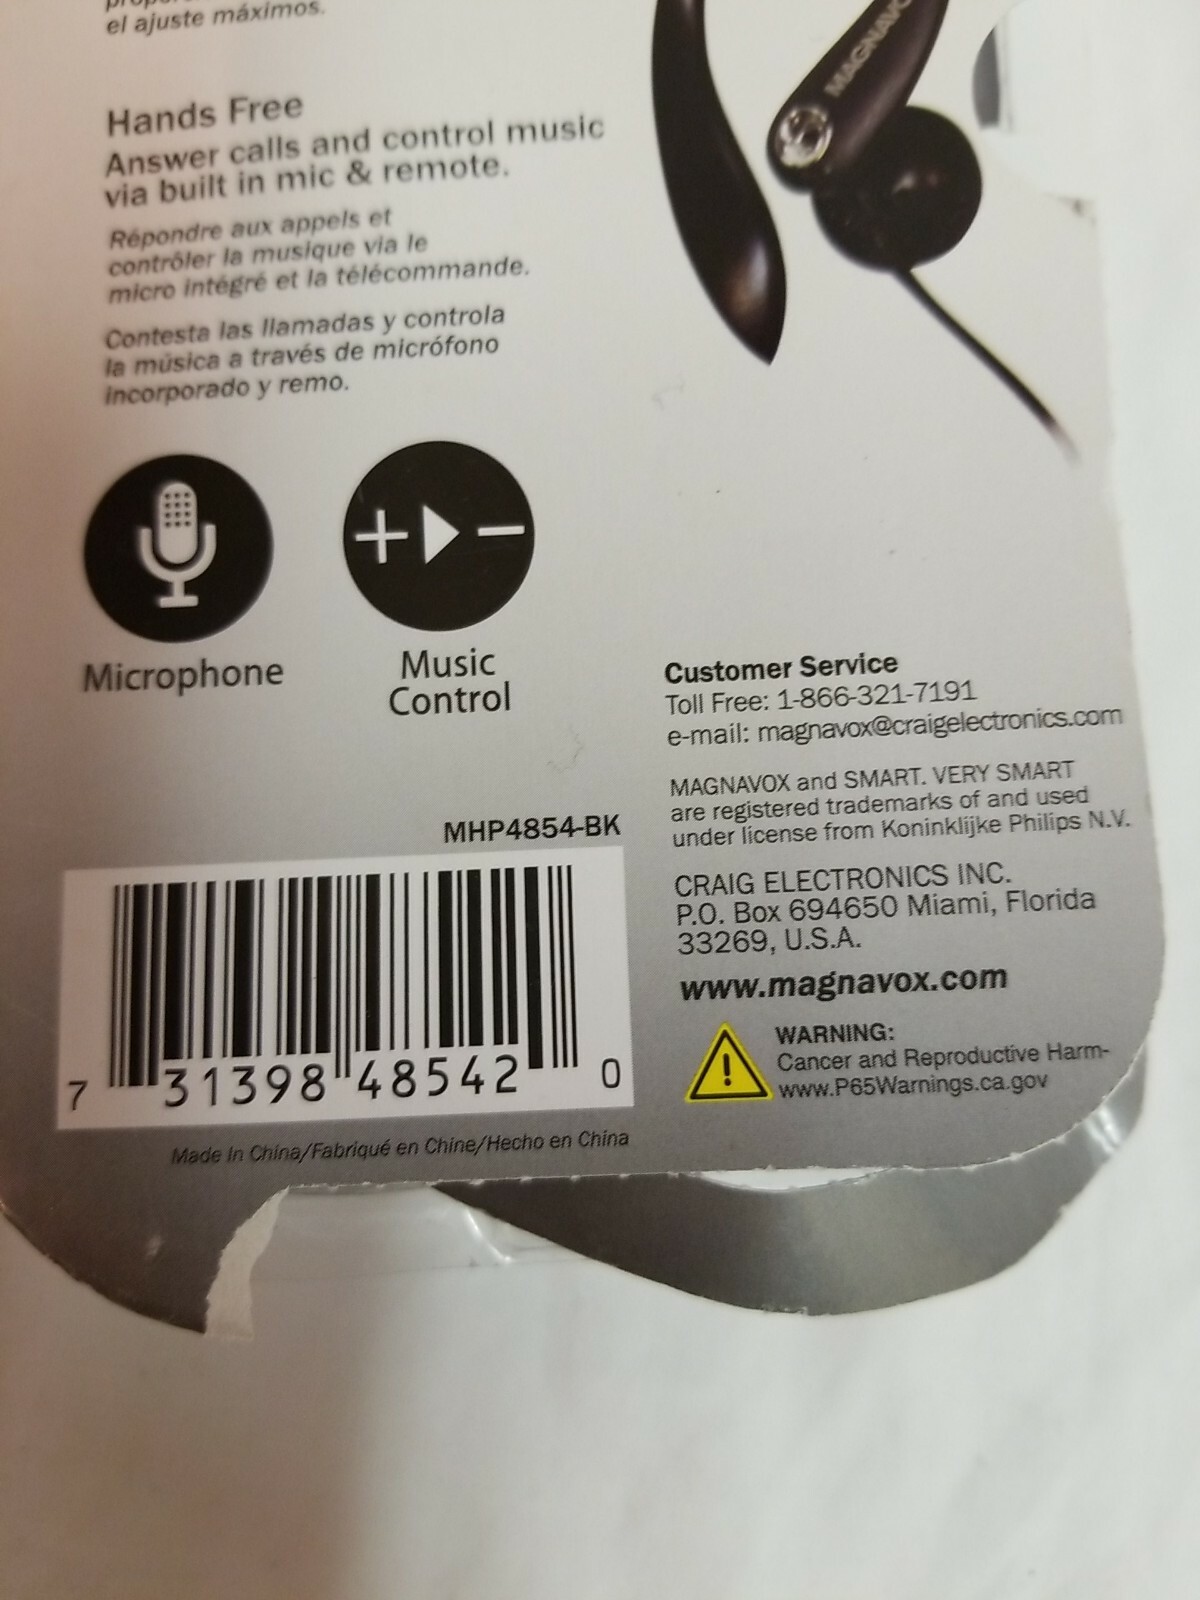 el ajuste máximos.
Hands Free
Answer calls and control music
via built in mic & remote.
Répondre aux appels et
contrôler la musique via le
micro intégré et la télécommande.
Contesta las llamadas y controla
la música a través de micrófono
incorporado y remo.
Microphone
Music
Control
MAGNAVO
Customer Service
Toll Free: 1-866-321-7191
e-mail: magnavox@craigelectronics.com
MAGNAVOX and SMART. VERY SMART
are registered trademarks of and used
under license from Koninklijke Philips N.V.
CRAIG ELECTRONICS INC.
P.O. Box 694650 Miami, Florida
33269, U.S.A.
www.magnavox.com
WARNING:
Cancer and Reproductive Harm-
www.P65Warnings.ca.gov
MHP4854-BK
7 31398 48542 0
Made In China/Fabriqué en Chine/Hecho en China